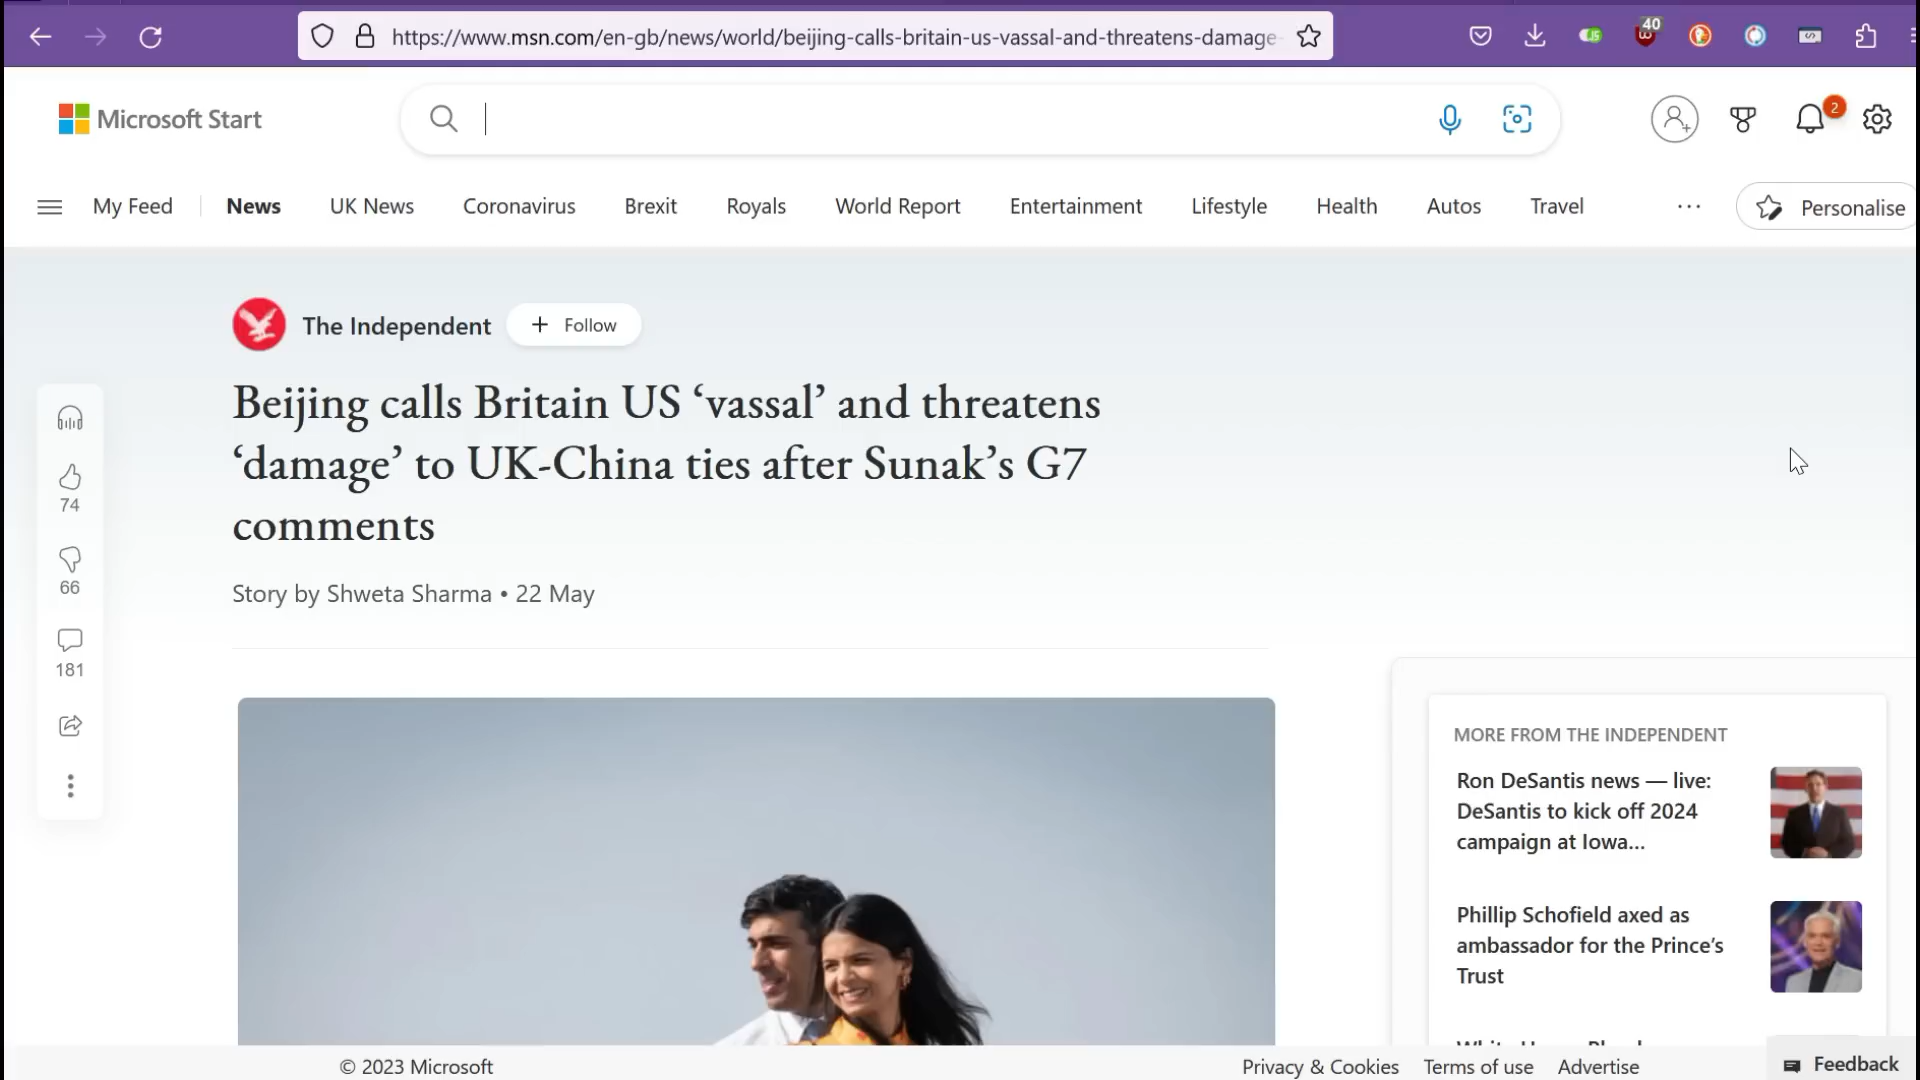 40
https://www.msn.com/en-gb/news/world/beijing-calls-britain-us-vassal-and-threatens-damage-
Microsoft Start
2
My Feed
News
UK News
Coronavirus
Brexit
Royals
World Report
Entertainment
Lifestyle
Health
Autos
Travel
Personalise
The Independent
Follow
Beijing calls Britain US ‘vassal’ and threatens
‘damage’ to UK-China ties after Sunak’s G7
comments
Story by Shweta Sharma • 22 May
74
66
181
MORE FROM THE INDEPENDENT
Ron DeSantis news — live:
DeSantis to kick off 2024
campaign at Iowa...
Phillip Schofield axed as
ambassador for the Prince’s
Trust
© 2023 Microsoft
Privacy & Cookies
Terms of use
Advertise
Feedback